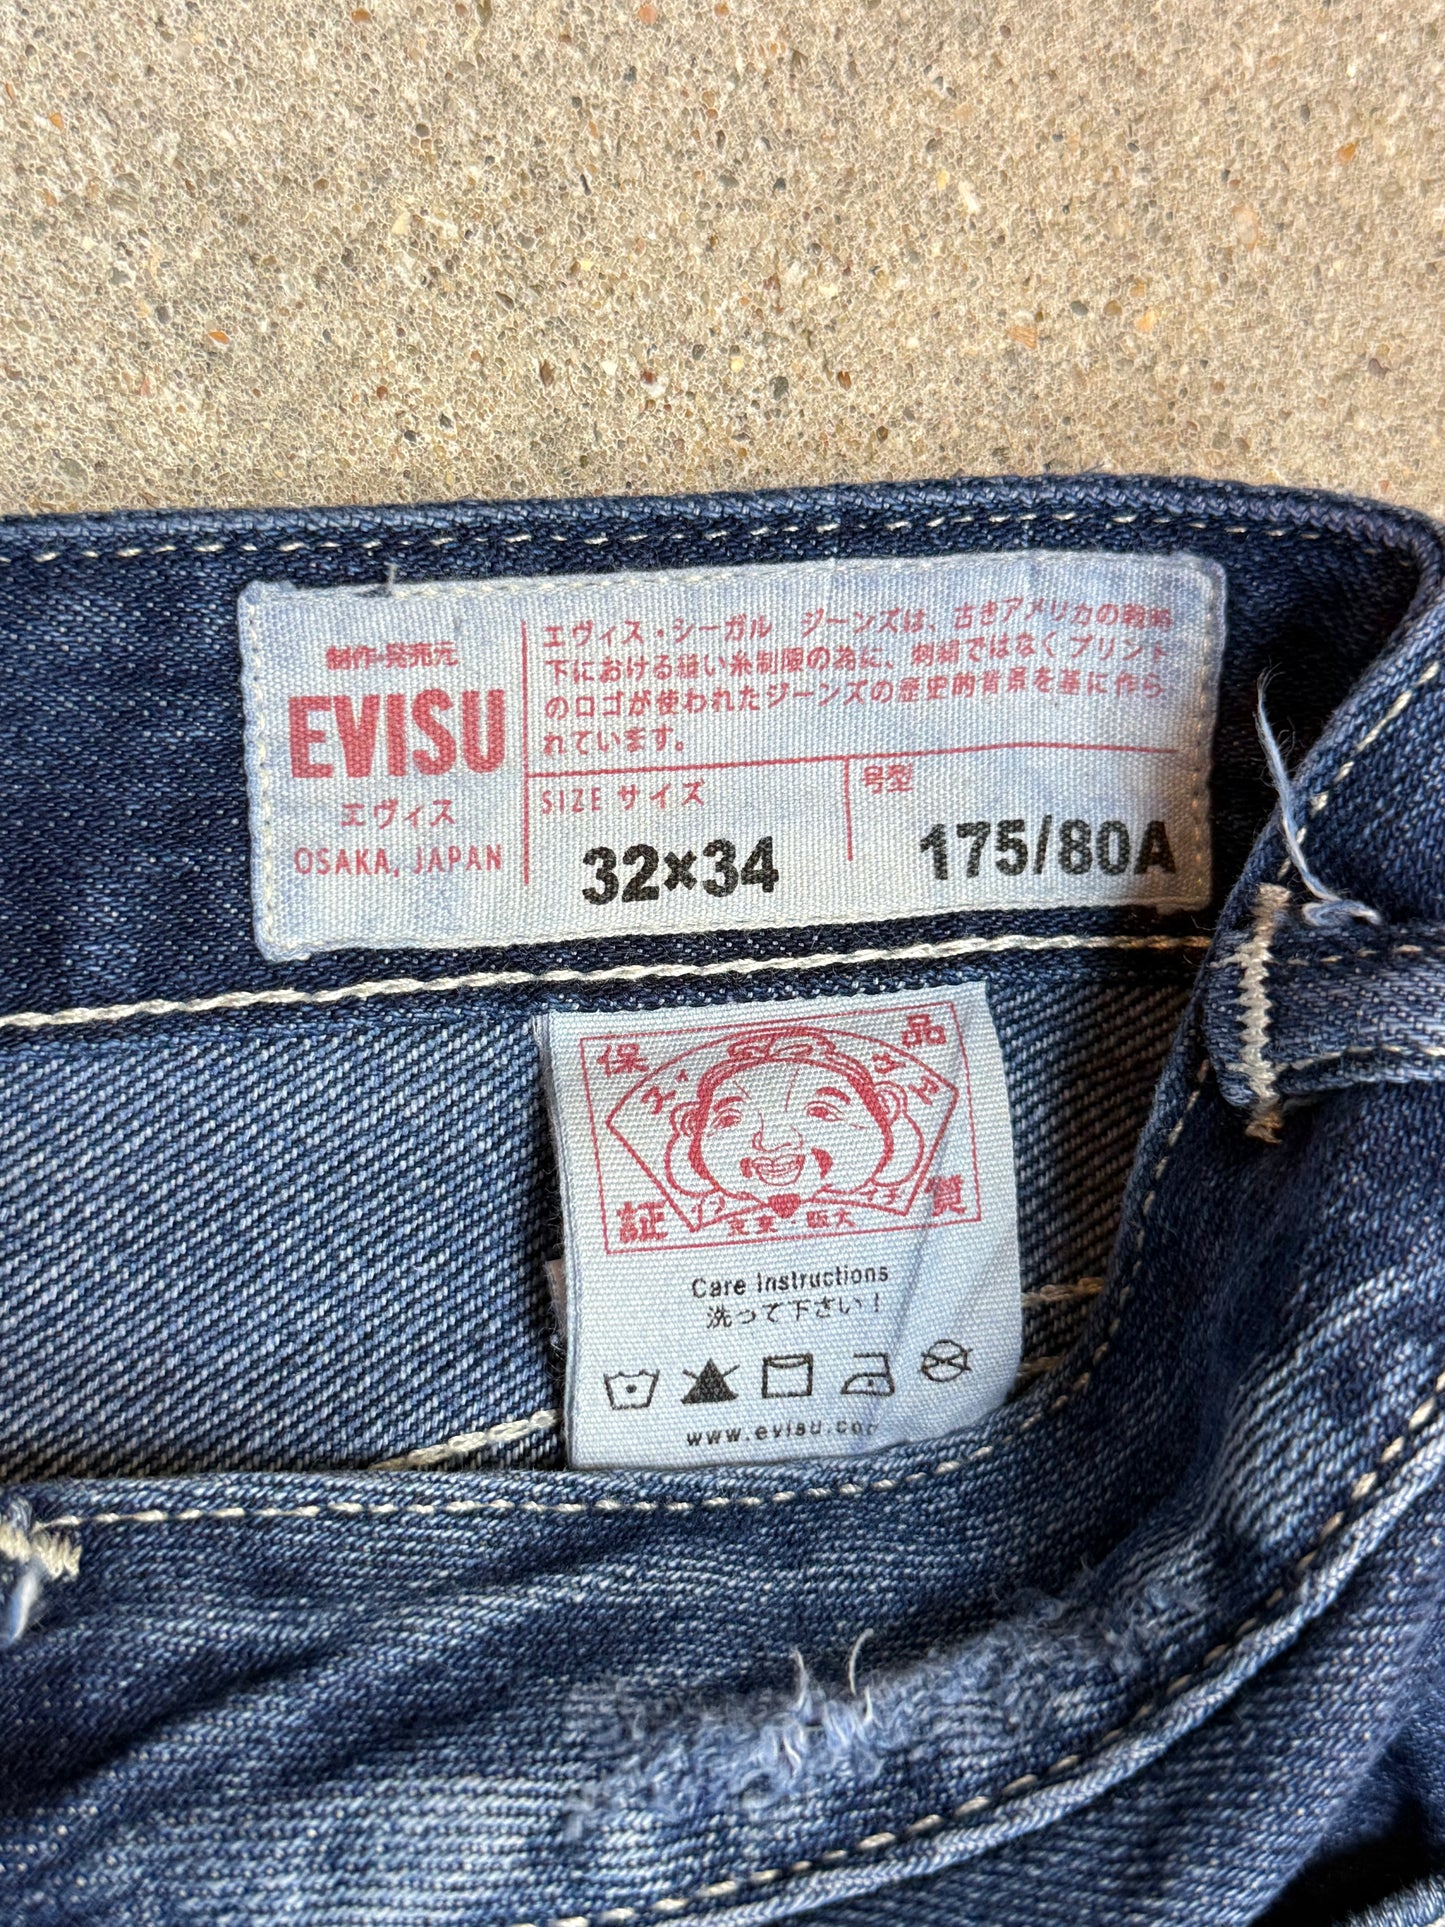 制作・発売元
EVISU
エヴィス
OSAKA, JAPAN
エヴィス・シーガル ジーンズは、古きアメリカの戦略
下における縫い糸制限の為に、刺繍ではなくプリント
のロゴが使われたジーンズの歴史的背景を基に作ら
れています。
SIZE サイズ
32×34
号型
175/80A
保 品
証 質
Care Instructions
洗って下さい!
www.evisu.com